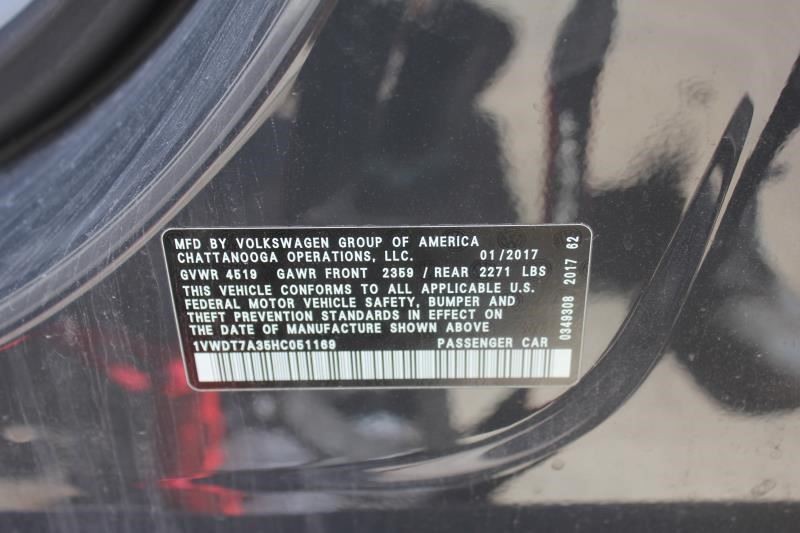 MFD BY VOLKSWAGEN GROUP OF AMERICA
CHATTANOOGA OPERATIONS, LLC. 01/2017
GVWR 4519 GAWR FRONT 2359 / REAR 2271 LBS
THIS VEHICLE CONFORMS TO ALL APPLICABLE U.S.
FEDERAL MOTOR VEHICLE SAFETY, BUMPER AND
THEFT PREVENTION STANDARDS IN EFFECT ON
THE DATE OF MANUFACTURE SHOWN ABOVE
1VWDT7A35HC051169 PASSENGER CAR
0349308 2017 62